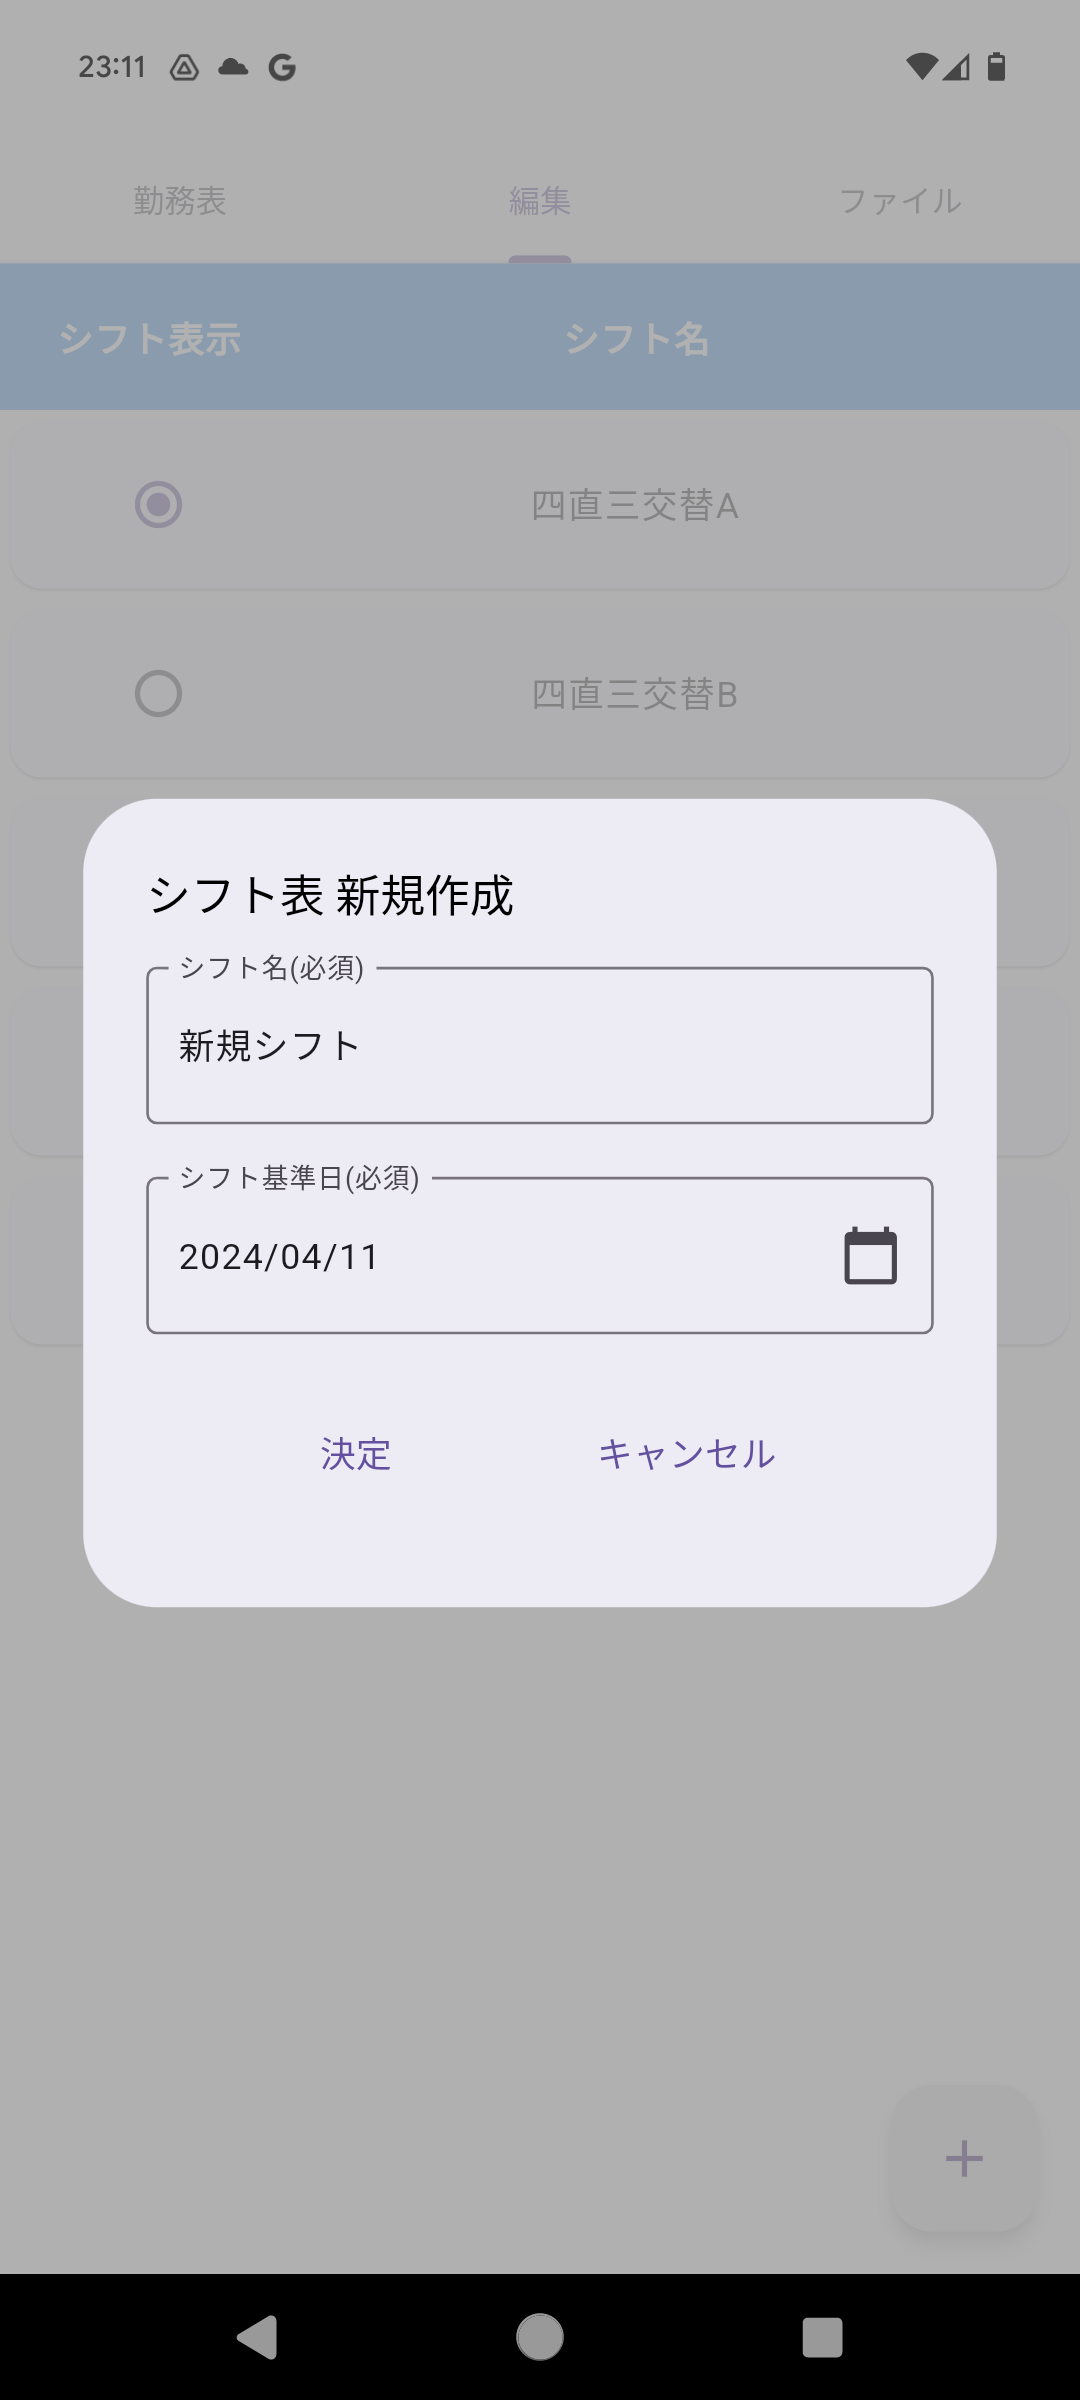 23:11
勤務表 編集 ファイル
シフト表示 シフト名
四直三交替A
四直三交替B
シフト表 新規作成
シフト名(必須)
新規シフト
シフト基準日(必須)
2024/04/11
決定 キャンセル